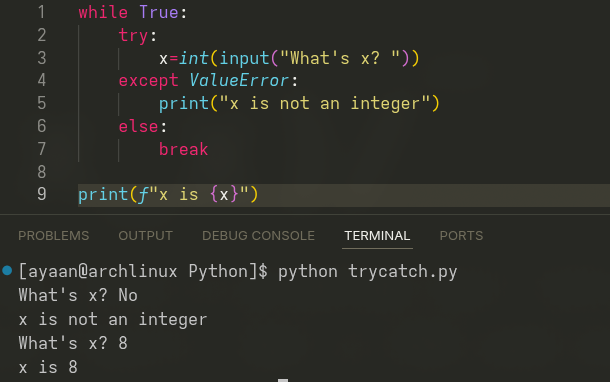 1 while True:
2     try:
3         x=int(input("What's x? "))
4     except ValueError:
5         print("x is not an integer")
6     else:
7         break
8
9 print(f"x is {x}")
PROBLEMS OUTPUT DEBUG CONSOLE TERMINAL PORTS
[ayaan@archlinux Python]$ python trycatch.py
What's x? No
x is not an integer
What's x? 8
x is 8